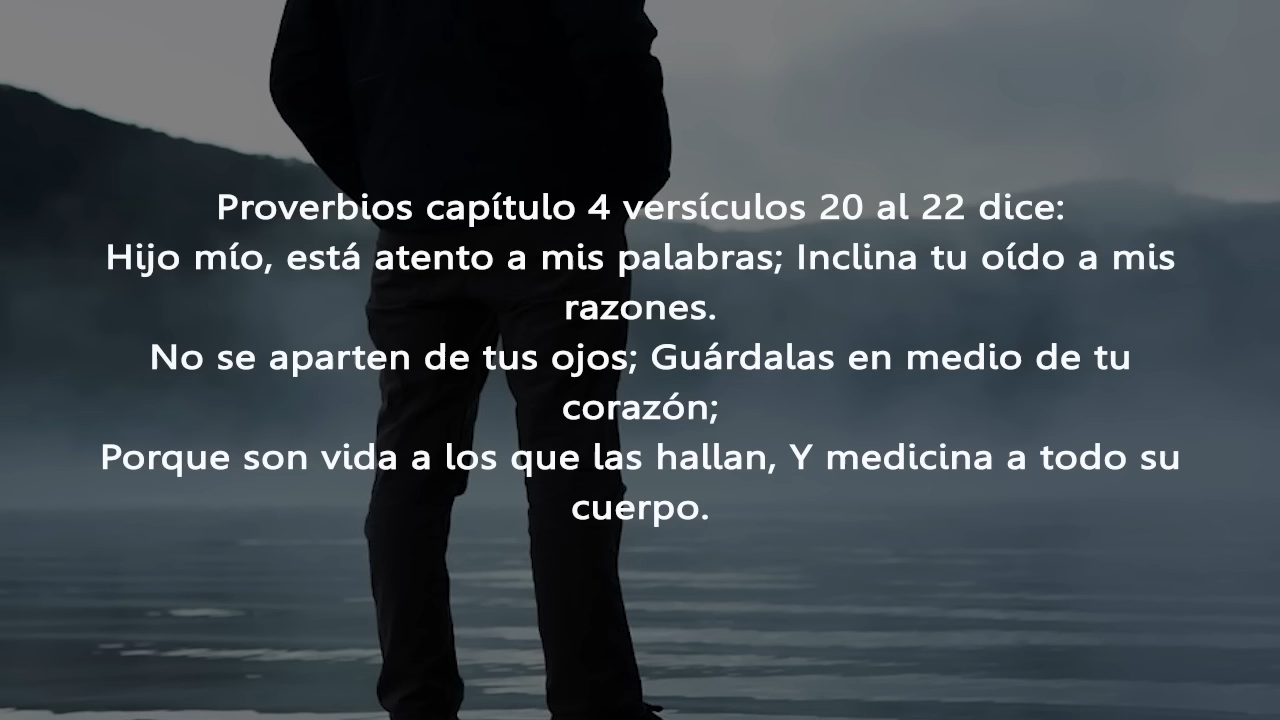 Proverbios capítulo 4 versículos 20 al 22 dice:
Hijo mío, está atento a mis palabras; Inclina tu oído a mis
razones.
No se aparten de tus ojos; Guárdalas en medio de tu
corazón;
Porque son vida a los que las hallan, Y medicina a todo su
cuerpo.